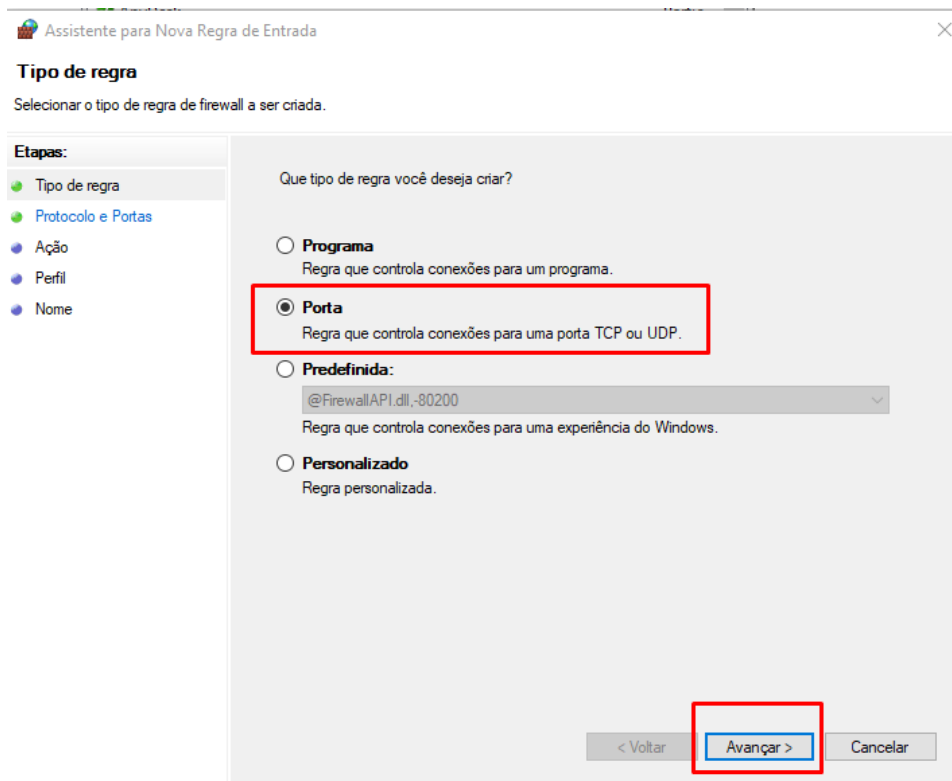 Assistente para Nova Regra de Entrada
Tipo de regra
Selecionar o tipo de regra de firewall a ser criada.
Etapas:
Tipo de regra
Protocolo e Portas
Ação
Perfil
Nome
Que tipo de regra você deseja criar?
Programa
Regra que controla conexões para um programa.
Porta
Regra que controla conexões para uma porta TCP ou UDP.
Predefinida:
@FirewallAPI.dll,-80200
Regra que controla conexões para uma experiência do Windows.
Personalizado
Regra personalizada.
< Voltar
Avançar >
Cancelar